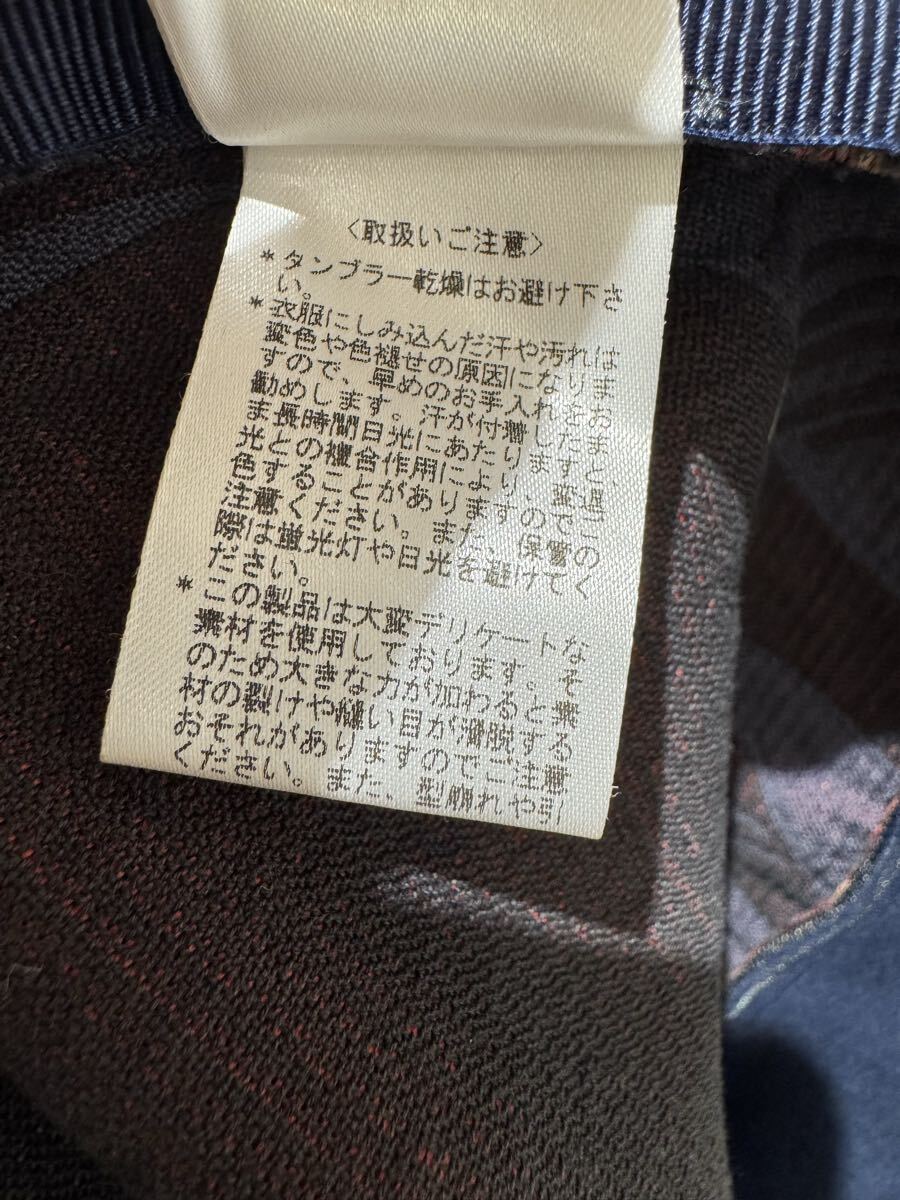 〈取扱いご注意〉
*タンブラー乾燥はお避け下さ
い。
*衣服にしみ込んだ汗や汚れは
変色や色褪せの原因になりま
すので、早めのお手入れをお
勧めします。汗が付着したま
ま長時間日光にあたりますと、
光との複合作用により、変退
色することがありますのでご
注意ください。また、保管の
際は蛍光灯や日光を避けてく
ださい。
*この製品は大変デリケートな
素材を使用しております。そ
のため大きな力が加わると素
材の裂けや縫い目が滑脱する
おそれがありますのでご注意
ください。また、型崩れや引